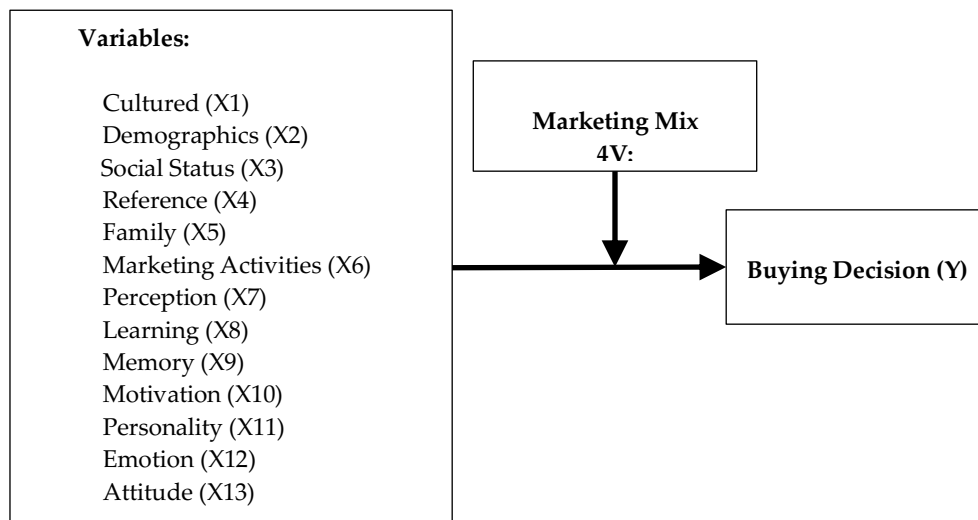 Variables:
Cultured (X1)
Demographics (X2)
Social Status (X3)
Reference (X4)
Family (X5)
Marketing Activities (X6)
Perception (X7)
Learning (X8)
Memory (X9)
Motivation (X10)
Personality (X11)
Emotion (X12)
Attitude (X13)
Marketing Mix
4V:
Buying Decision (Y)